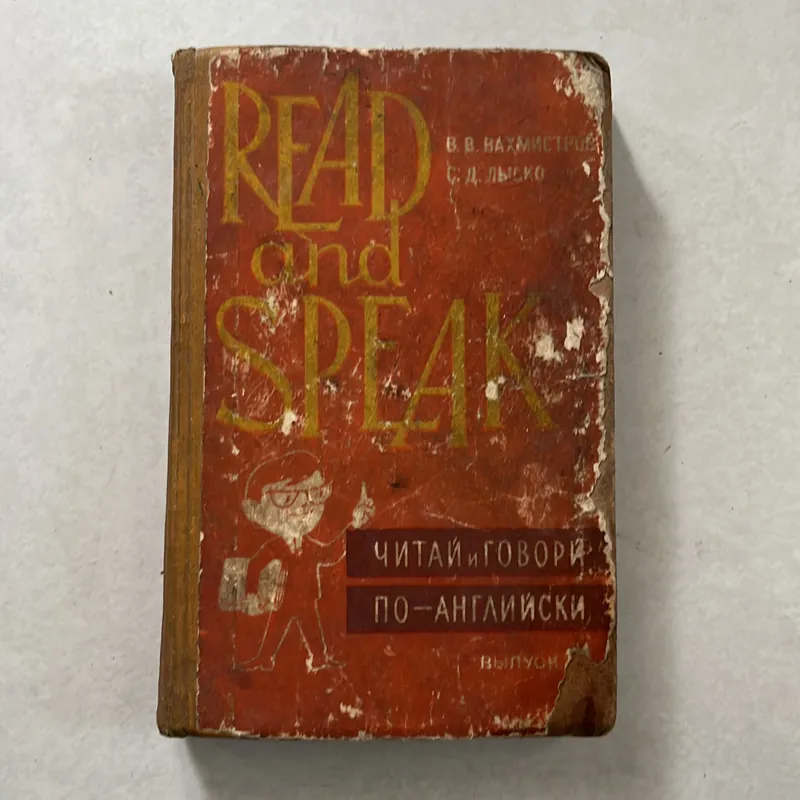 READ
and
SPEAK
В. В. ВАХМИСТРОВ
С. Д. ЛЫСКО
ЧИТАЙ и ГОВОРИ
ПО-АНГЛИЙСКИ
ВЫПУСК